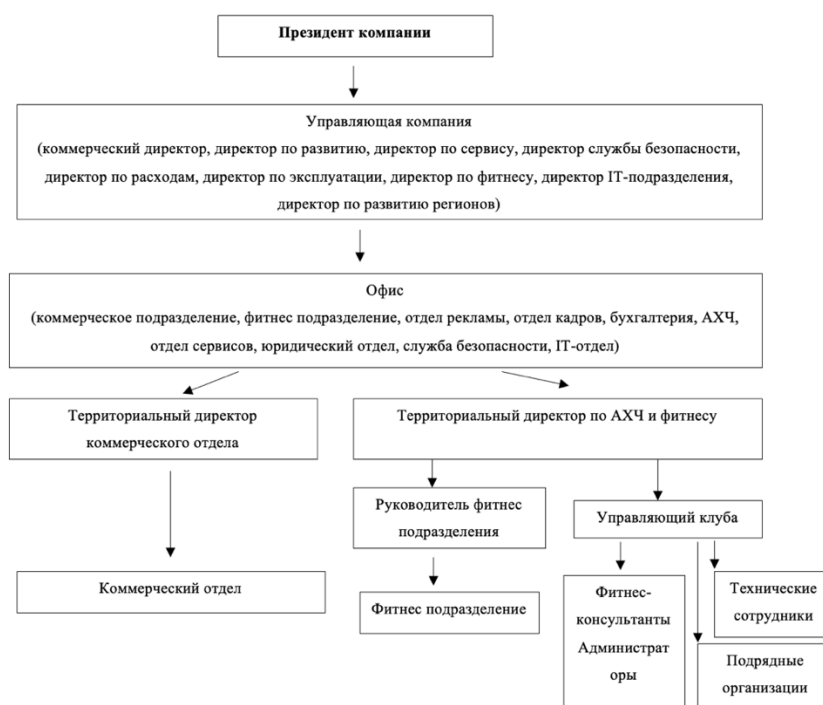 Президент компании
Управляющая компания
(коммерческий директор, директор по развитию, директор по сервису, директор службы безопасности,
директор по расходам, директор по эксплуатации, директор по фитнесу, директор IT-подразделения,
директор по развитию регионов)
Офис
(коммерческое подразделение, фитнес подразделение, отдел рекламы, отдел кадров, бухгалтерия, АХЧ,
отдел сервисов, юридический отдел, служба безопасности, IT-отдел)
Территориальный директор
коммерческого отдела
Территориальный директор по АХЧ и фитнесу
Руководитель фитнес
подразделения
Управляющий клуба
Коммерческий отдел
Фитнес подразделение
Фитнес-
консультанты
Администрат
оры
Технические
сотрудники
Подрядные
организации